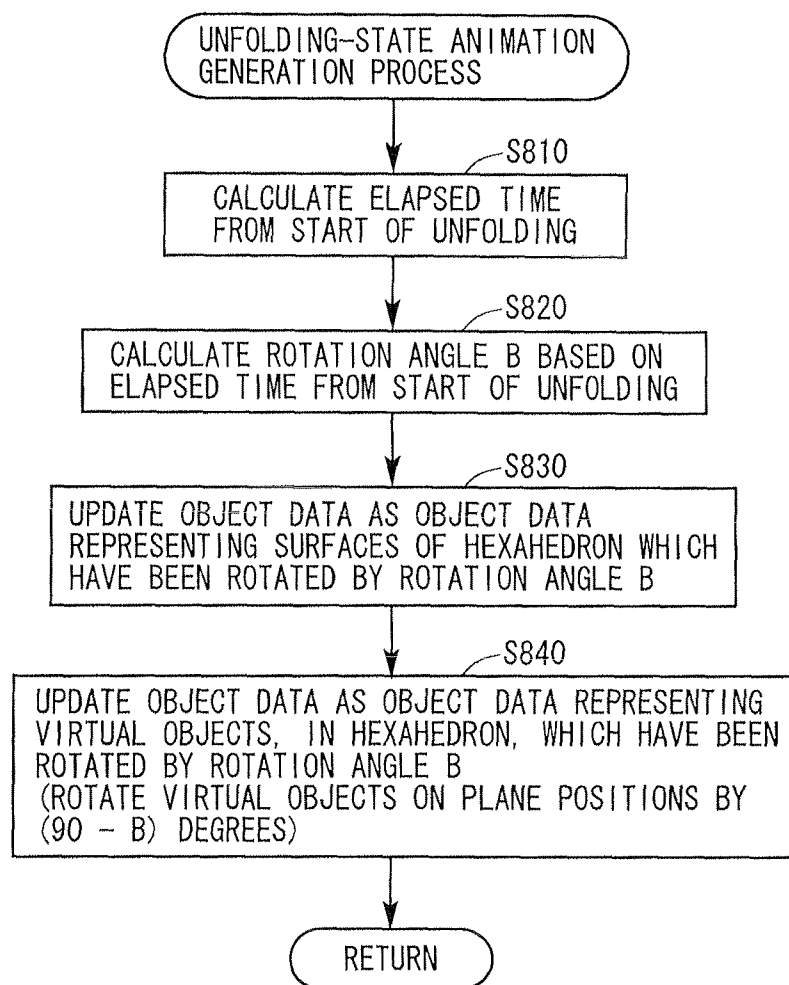 UNFOLDING-STATE ANIMATION
GENERATION PROCESS
S810
CALCULATE ELAPSED TIME
FROM START OF UNFOLDING
S820
CALCULATE ROTATION ANGLE B BASED ON
ELAPSED TIME FROM START OF UNFOLDING
S830
UPDATE OBJECT DATA AS OBJECT DATA
REPRESENTING SURFACES OF HEXAHEDRON WHICH
HAVE BEEN ROTATED BY ROTATION ANGLE B
S840
UPDATE OBJECT DATA AS OBJECT DATA REPRESENTING
VIRTUAL OBJECTS, IN HEXAHEDRON, WHICH HAVE BEEN
ROTATED BY ROTATION ANGLE B
(ROTATE VIRTUAL OBJECTS ON PLANE POSITIONS BY
(90 - B) DEGREES)
RETURN